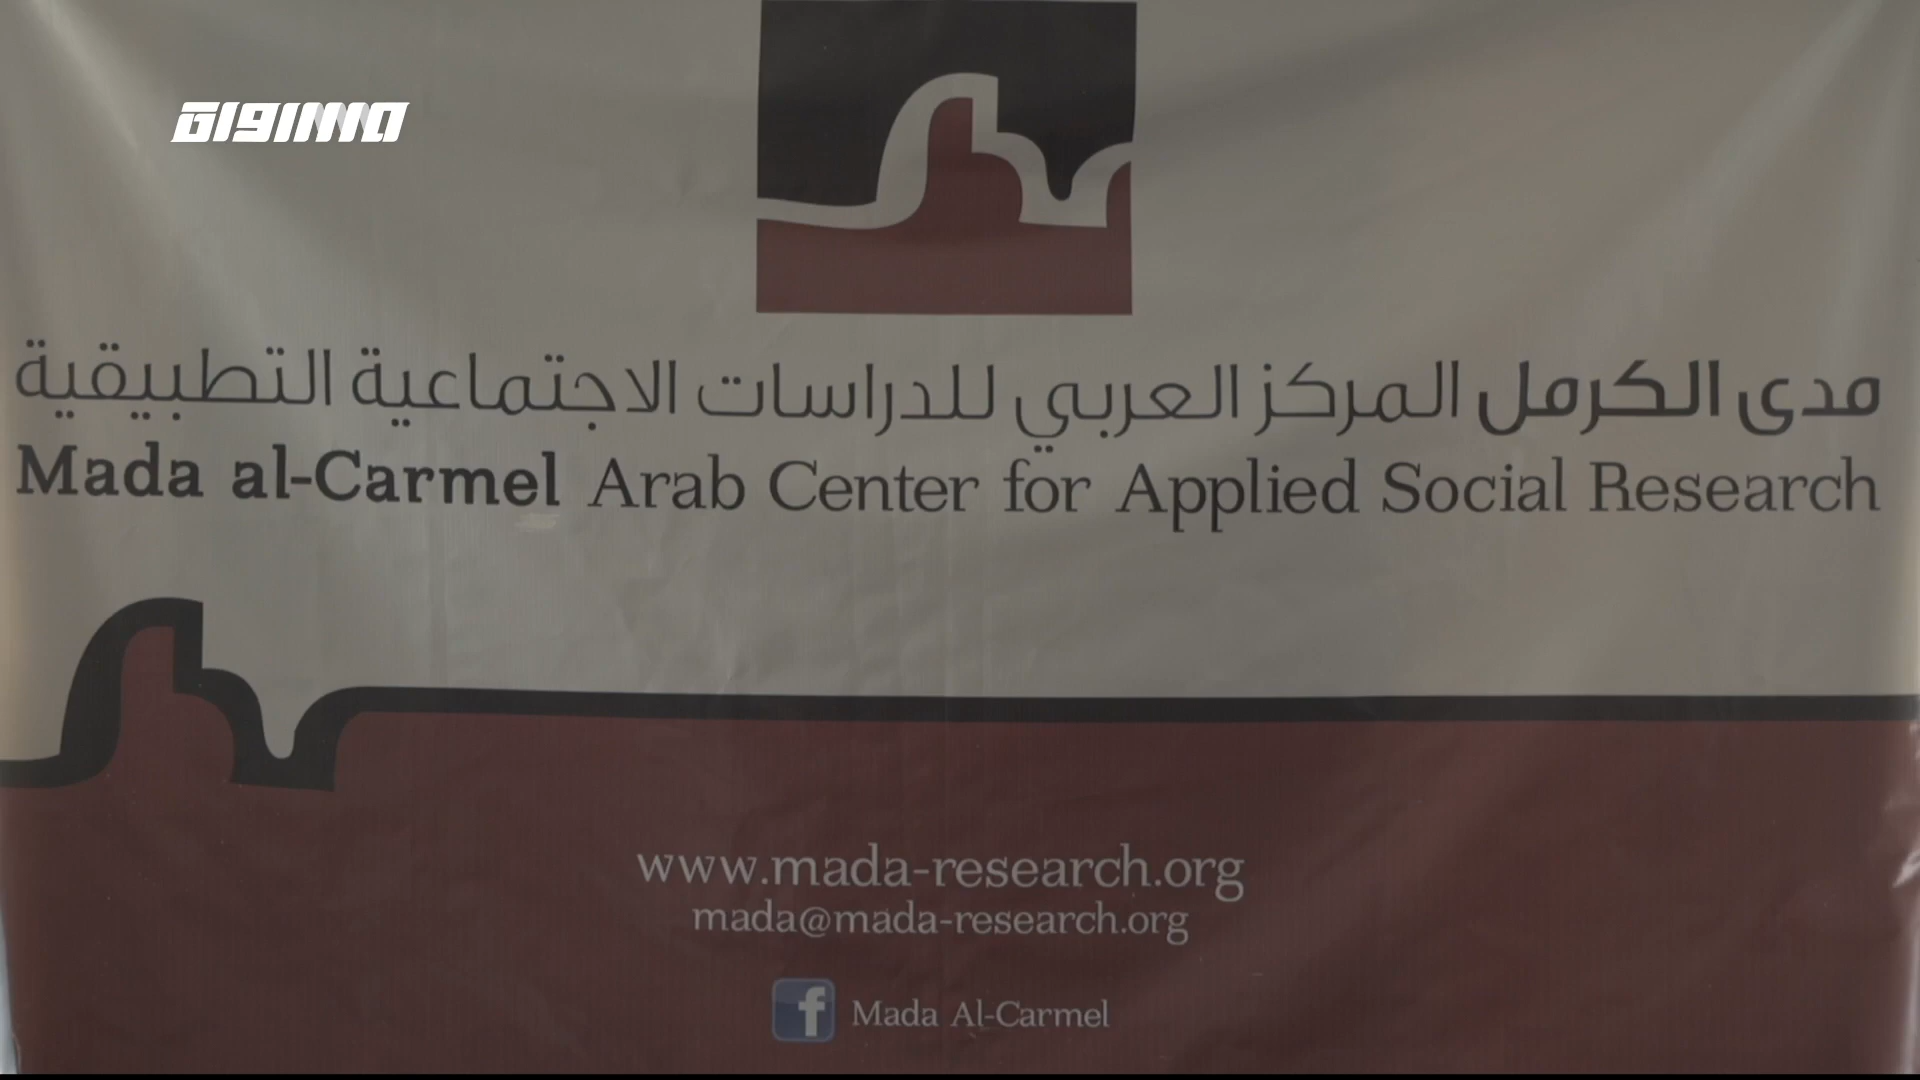 مساواة
مدى الكرمل المركز العربي للدراسات الاجتماعية التطبيقية
Mada al-Carmel Arab Center for Applied Social Research
www.mada-research.org
mada@mada-research.org
f Mada Al-Carmel